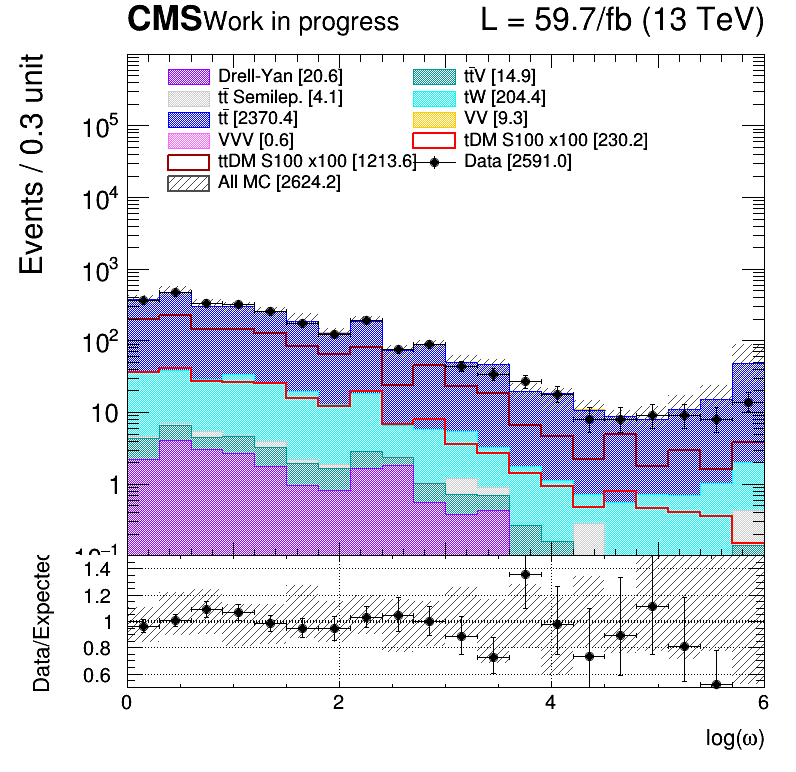 CMS Work in progress L = 59.7/fb (13 TeV)
Events / 0.3 unit
Drell-Yan [20.6] tt̄V [14.9]
tt̄ Semilep. [4.1] tW [204.4]
tt̄ [2370.4] VV [9.3]
VVV [0.6] tDM S100 x100 [230.2]
ttDM S100 x100 [1213.6] Data [2591.0]
All MC [2624.2]
10⁵
10⁴
10³
10²
10
1
10⁻¹
Data/Expected
1.4
1.2
1
0.8
0.6
0 2 4 6
log(ω)